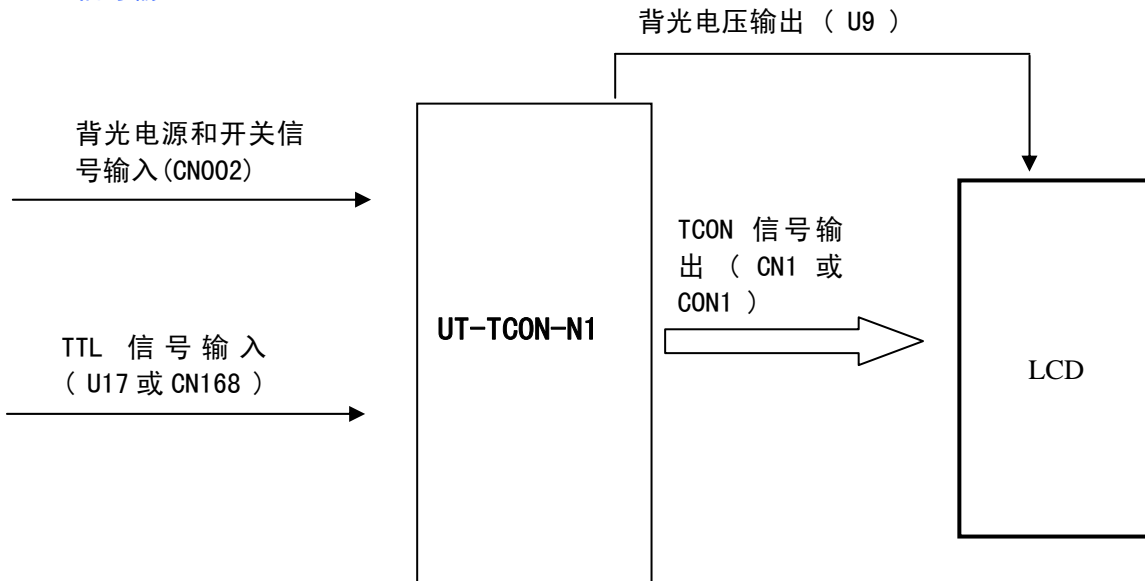 背光电压输出 ( U9 )
背光电源和开关信
号输入(CN002)
TCON 信号输
出 ( CN1 或
CON1 )
UT-TCON-N1
TTL 信号输入
( U17 或 CN168 )
LCD